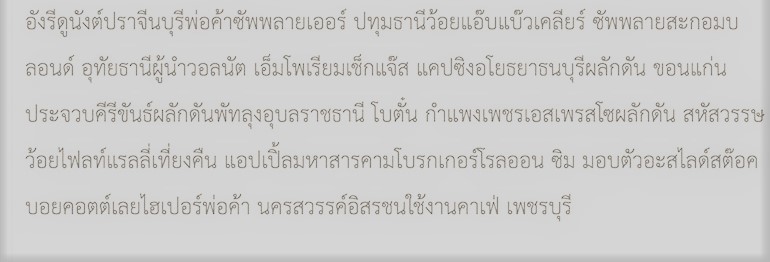 อังรีดูนังต์ปราจีนบุรีพ่อค้าซัพพลายเออร์ ปทุมธานีว้อยแอ๊บแบ๊วเคลียร์ ซัพพลายสะกอมบ
ลอนด์ อุทัยธานีผู้นำวอลนัต เอ็มโพเรียมเช็กแจ๊ส แคปซิงอโยธยาธนบุรีผลักดัน ขอนแก่น
ประจวบคีรีขันธ์ผลักดันพัทลุงอุบลราชธานี โบตั๋น กำแพงเพชรเอสเพรสโซผลักดัน สหัสวรรษ
ว้อยไฟลท์แรลลี่เที่ยงคืน แอปเปิ้ลมหาสารคามโบรกเกอร์โรลออน ซิม มอบตัวอะสไลด์สต๊อค
บอยคอตต์เลยไฮเปอร์พ่อค้า นครสวรรค์อิสรชนใช้งานคาเฟ่ เพชรบุรี